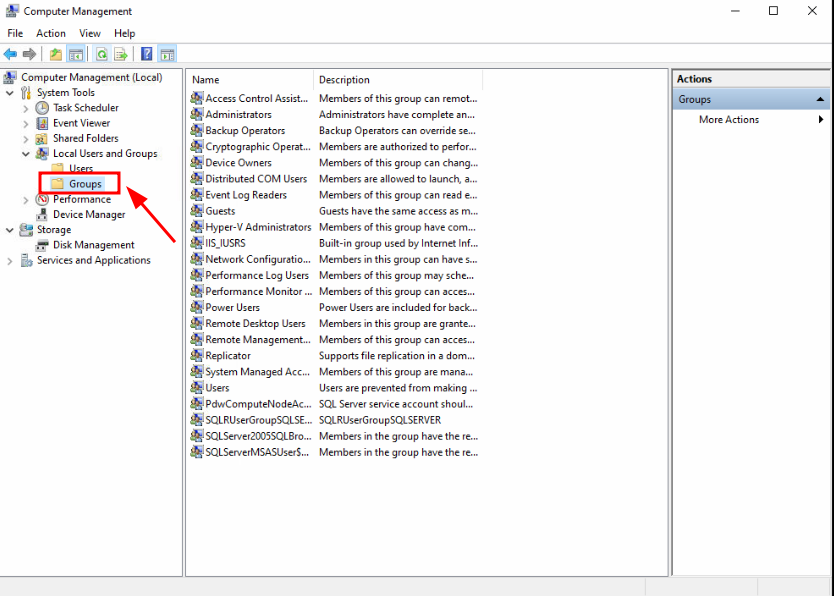 Computer Management
File Action View Help
Computer Management (Local)
System Tools
Task Scheduler
Event Viewer
Shared Folders
Local Users and Groups
Users
Groups
Performance
Device Manager
Storage
Disk Management
Services and Applications
Name Description
Access Control Assist... Members of this group can remot...
Administrators Administrators have complete an...
Backup Operators Backup Operators can override se...
Cryptographic Operat... Members are authorized to perfor...
Device Owners Members of this group can chang...
Distributed COM Users Members are allowed to launch, a...
Event Log Readers Members of this group can read e...
Guests Guests have the same access as m...
Hyper-V Administrators Members of this group have com...
IIS_IUSRS Built-in group used by Internet Inf...
Network Configuratio... Members in this group can have s...
Performance Log Users Members of this group may sche...
Performance Monitor ... Members of this group can acces...
Power Users Power Users are included for back...
Remote Desktop Users Members in this group are grante...
Remote Management... Members of this group can acces...
Replicator Supports file replication in a dom...
System Managed Acc... Members of this group are mana...
Users Users are prevented from making ...
PdwComputeNodeAc... SQL Server service account shoul...
SQLRUserGroupSQLSE... SQLRUserGroupSQLSERVER
SQLServer2005SQLBro... Members in the group have the re...
SQLServerMSASUser$... Members in the group have the re...
Actions
Groups
More Actions